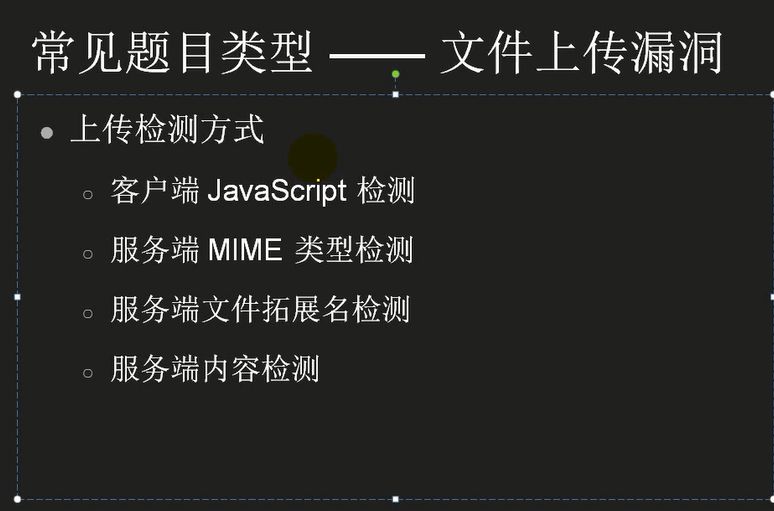 常见题目类型 —— 文件上传漏洞
上传检测方式
客户端 JavaScript 检测
服务端 MIME 类型检测
服务端文件拓展名检测
服务端内容检测